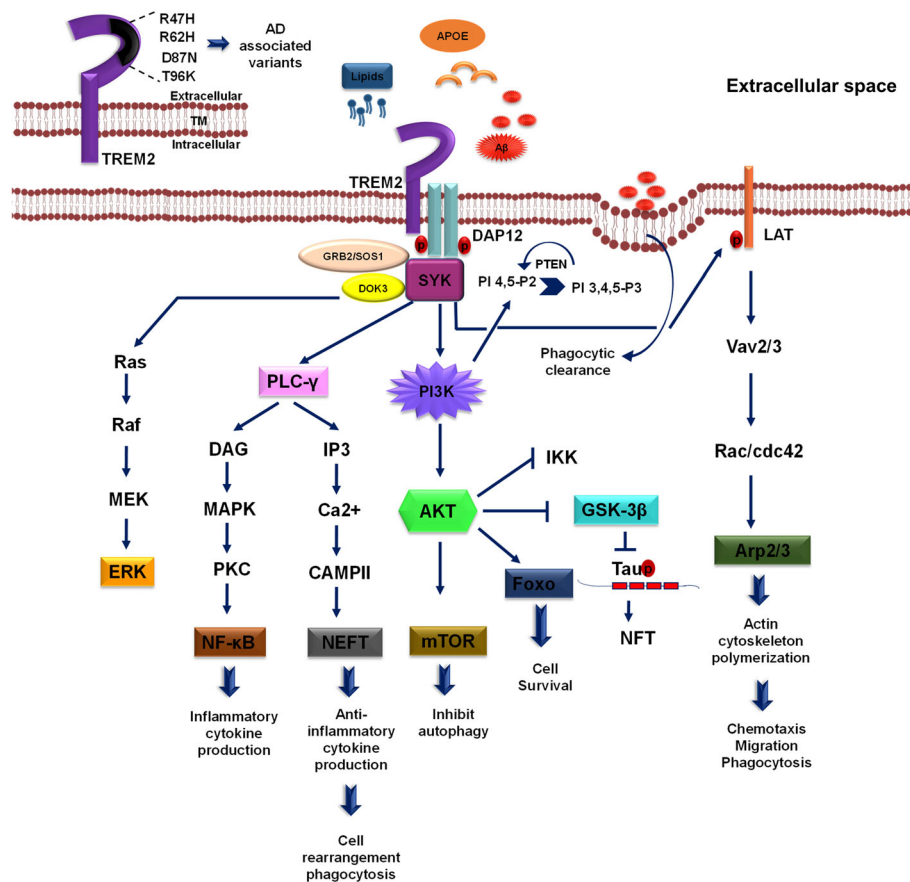 R47H
R62H
D87N
T96K
AD
associated
variants
Extracellular
TM
Intracellular
TREM2
APOE
Lipids
Aβ
Extracellular space
TREM2
p
p
DAP12
p
LAT
GRB2/SOS1
SYK
DOK3
PTEN
PI 4,5-P2
PI 3,4,5-P3
Phagocytic
clearance
Vav2/3
Ras
PLC-γ
PI3K
Raf
DAG
IP3
IKK
Rac/cdc42
MEK
MAPK
Ca2+
AKT
GSK-3β
Arp2/3
ERK
PKC
CAMPII
Foxo
Tau
p
NF-κB
NEFT
mTOR
NFT
Cell
Survival
Actin
cytoskeleton
polymerization
Inflammatory
cytokine
production
Anti-
inflammatory
cytokine
production
Inhibit
autophagy
Chemotaxis
Migration
Phagocytosis
Cell
rearrangement
phagocytosis